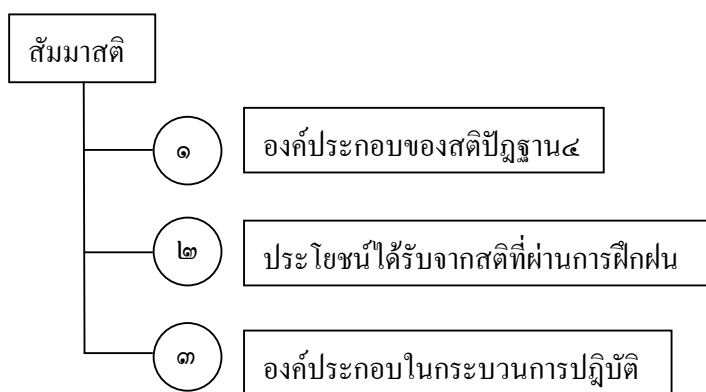 สัมมาสติ
๑ องค์ประกอบของสติปัฎฐาน๔
๒ ประโยชน์ได้รับจากสติที่ผ่านการฝึกฝน
๓ องค์ประกอบในกระบวนการปฎิบัติ